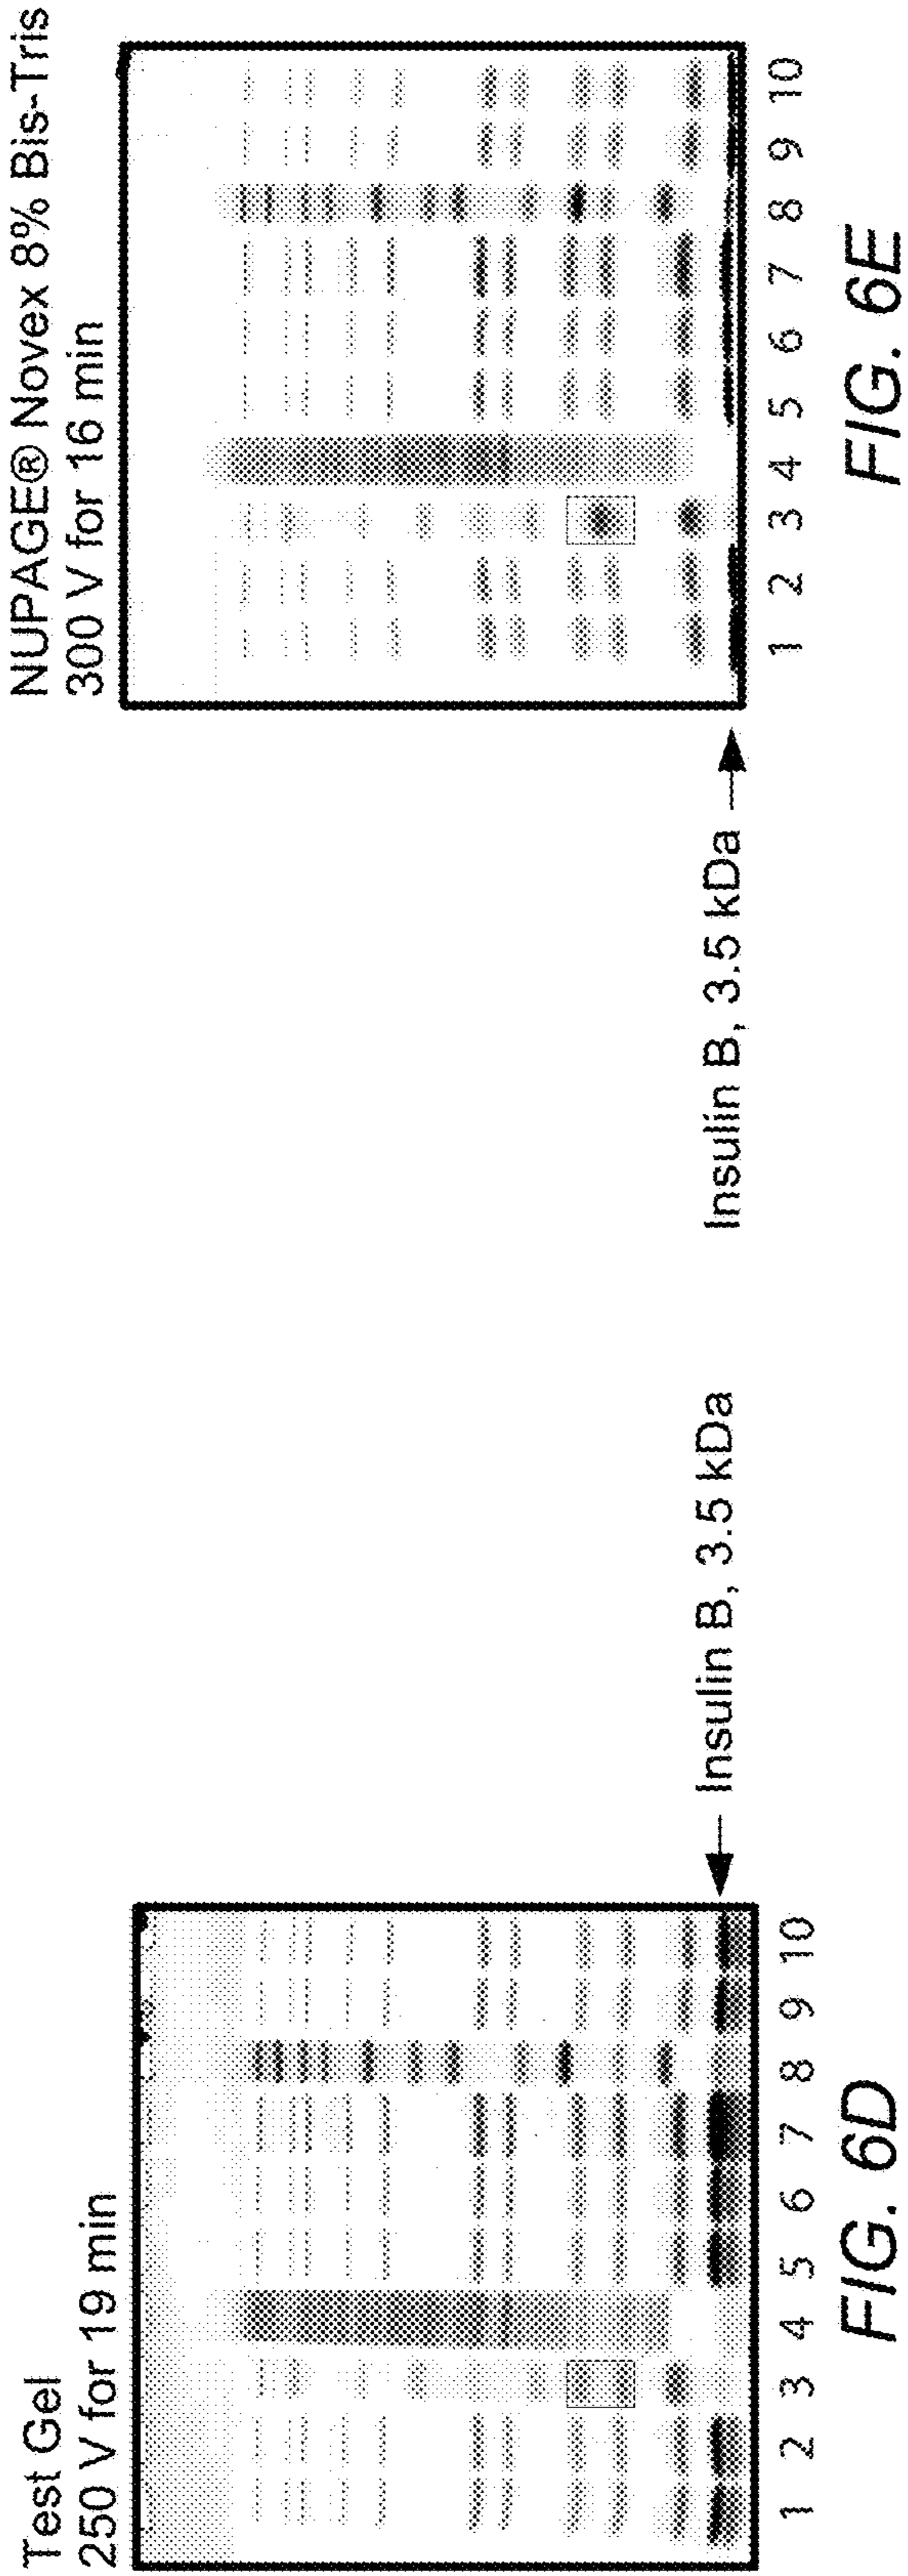 Test Gel
250 V for 19 min
Insulin B, 3.5 kDa
1 2 3 4 5 6 7 8 9 10
FIG. 6D
NUPAGE® Novex 8% Bis-Tris
300 V for 16 min
Insulin B, 3.5 kDa
1 2 3 4 5 6 7 8 9 10
FIG. 6E